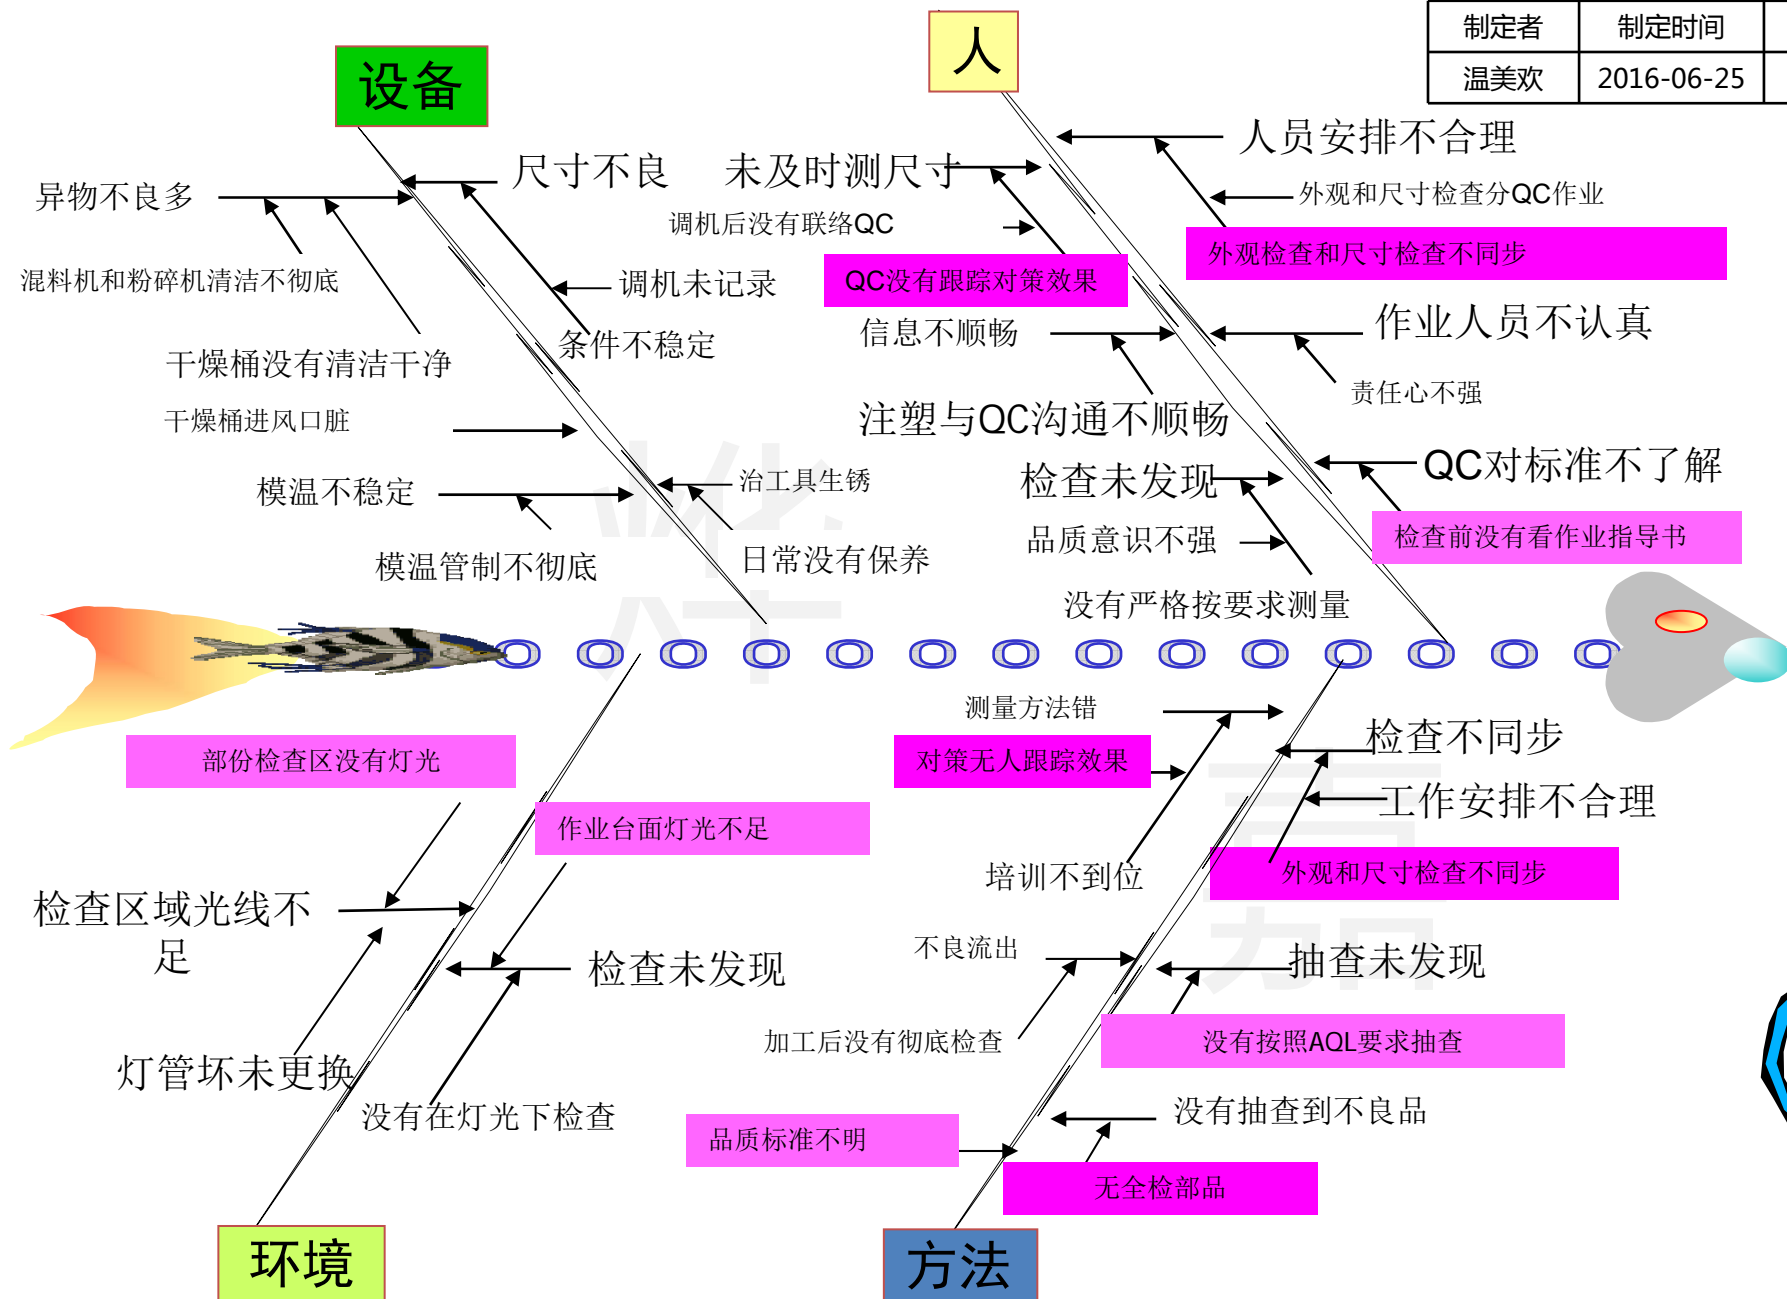 制定者
制定时间
温美欢
2016-06-25
设备
人
尺寸不良
异物不良多
混料机和粉碎机清洁不彻底
调机未记录
条件不稳定
干燥桶没有清洁干净
干燥桶进风口脏
模温不稳定
治工具生锈
模温管制不彻底
日常没有保养
未及时测尺寸
人员安排不合理
调机后没有联络QC
外观和尺寸检查分QC作业
外观检查和尺寸检查不同步
QC没有跟踪对策效果
信息不顺畅
作业人员不认真
责任心不强
注塑与QC沟通不顺畅
检查未发现
QC对标准不了解
品质意识不强
检查前没有看作业指导书
没有严格按要求测量
烨
嘉
部份检查区没有灯光
作业台面灯光不足
检查区域光线不
足
检查未发现
灯管坏未更换
没有在灯光下检查
测量方法错
检查不同步
对策无人跟踪效果
工作安排不合理
培训不到位
外观和尺寸检查不同步
不良流出
抽查未发现
加工后没有彻底检查
没有按照AQL要求抽查
没有抽查到不良品
品质标准不明
无全检部品
环境
方法